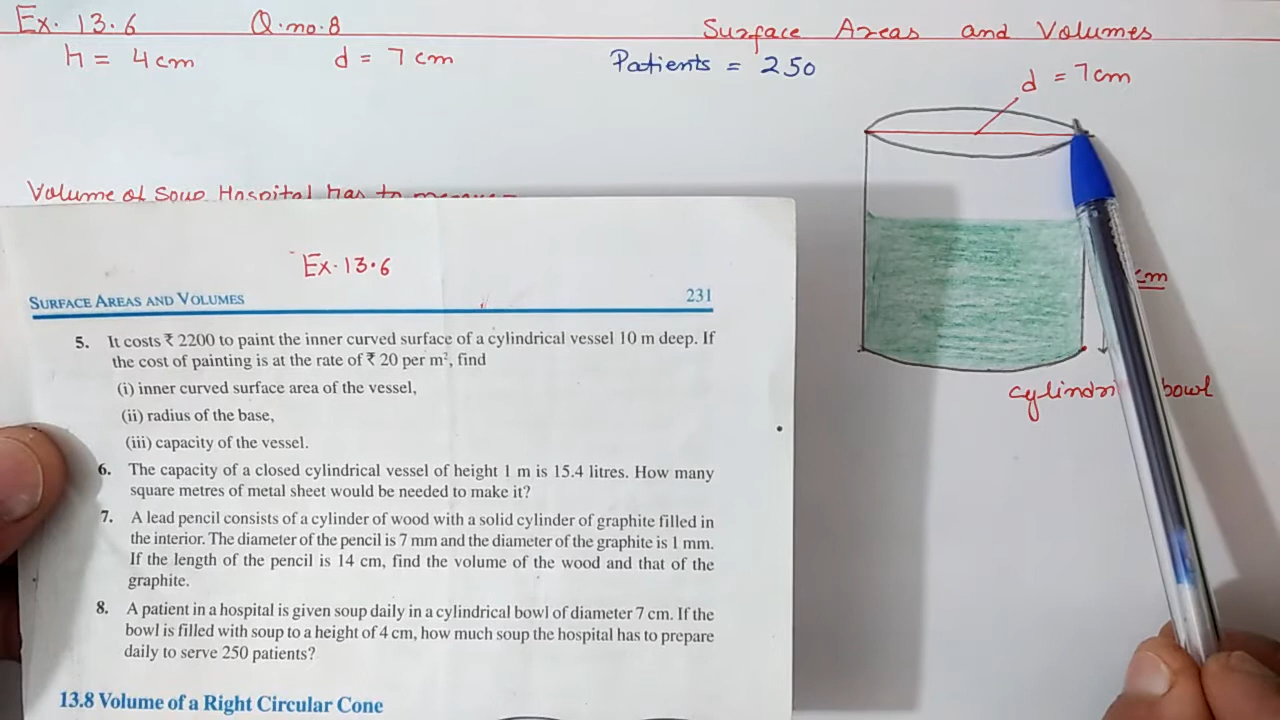 Ex. 13.6 Q.no.8 Surface Areas and Volumes
h = 4cm d = 7cm Patients = 250
d = 7cm
Volume of Soup Hospital has to
Ex.13.6
SURFACE AREAS AND VOLUMES 231
5. It costs ₹ 2200 to paint the inner curved surface of a cylindrical vessel 10 m deep. If
the cost of painting is at the rate of ₹ 20 per m², find
(i) inner curved surface area of the vessel,
(ii) radius of the base,
(iii) capacity of the vessel.
6. The capacity of a closed cylindrical vessel of height 1 m is 15.4 litres. How many
square metres of metal sheet would be needed to make it?
7. A lead pencil consists of a cylinder of wood with a solid cylinder of graphite filled in
the interior. The diameter of the pencil is 7 mm and the diameter of the graphite is 1 mm.
If the length of the pencil is 14 cm, find the volume of the wood and that of the
graphite.
8. A patient in a hospital is given soup daily in a cylindrical bowl of diameter 7 cm. If the
bowl is filled with soup to a height of 4 cm, how much soup the hospital has to prepare
daily to serve 250 patients?
13.8 Volume of a Right Circular Cone
cm
cylindri bowl